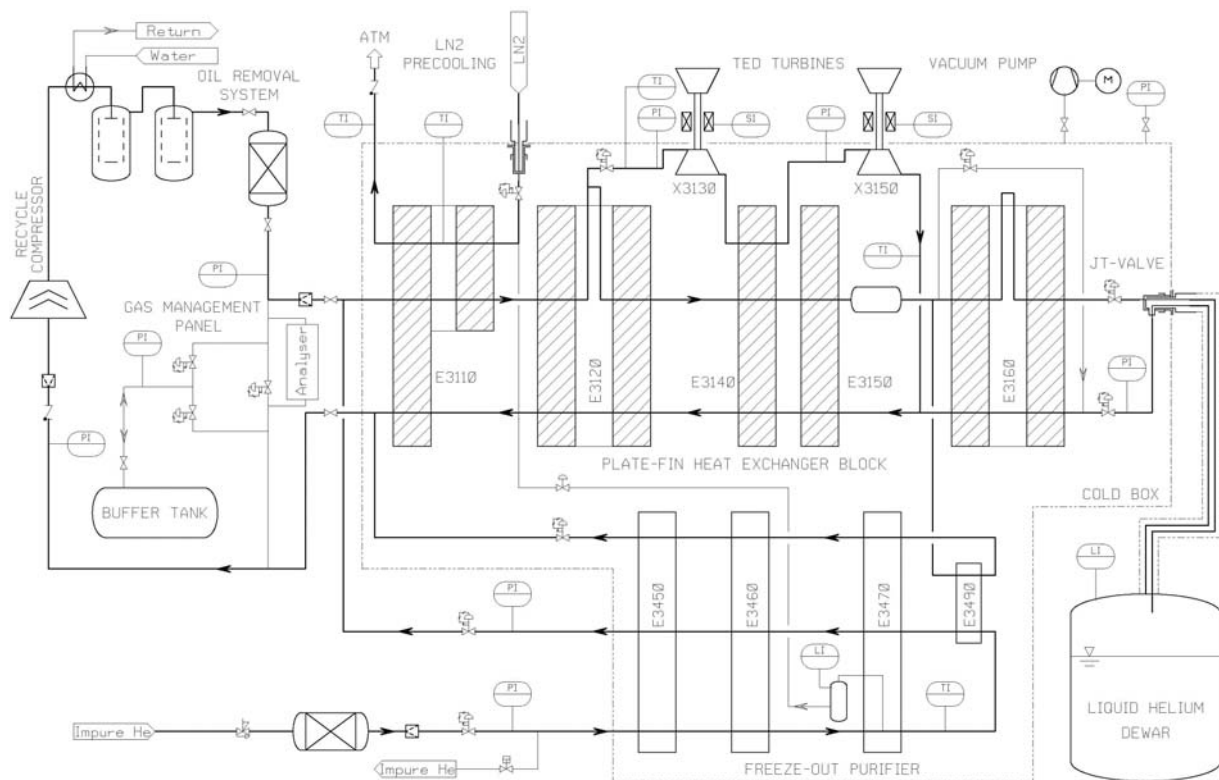 Return
Water
OIL REMOVAL
SYSTEM
RECYCLE
COMPRESSOR
PI
GAS MANAGEMENT
PANEL
PI
Analyser
PI
BUFFER TANK
ATM
LN2
PRECOOLING
LN2
TI
TI
TED TURBINES
TI
PI
SI
X3130
PI
SI
X3150
VACUUM PUMP
M
PI
TI
JT-VALVE
PI
E3110
E3120
E3140
E3150
E3160
PLATE-FIN HEAT EXCHANGER BLOCK
COLD BOX
E3450
E3460
E3470
E3490
PI
LI
PI
TI
Impure He
Impure He
FREEZE-OUT PURIFIER
LI
LIQUID HELIUM
DEWAR